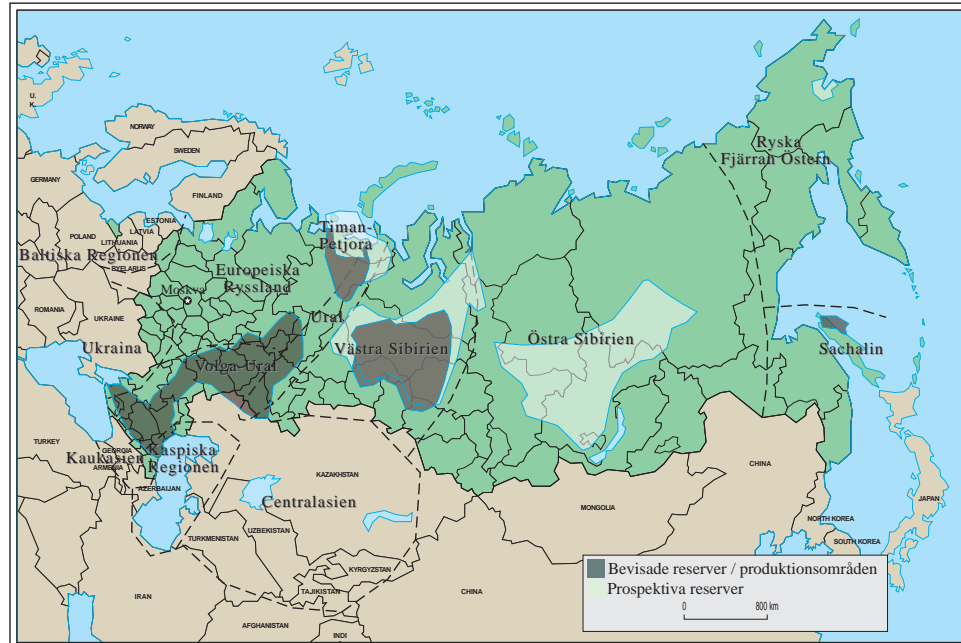 U.
K.
NORWAY
SWEDEN
FINLAND
GERMANY
ESTONIA
LATVIA
LITHUANIA
POLAND
BYELARUS
Baltiska Regionen
ROMANIA
UKRAINE
Ukraina
Moskva
Europeiska
Ryssland
Timan-
Petjora
Ural
Volga-Ural
Västra Sibirien
Östra Sibirien
Ryska
Fjärran Östern
Sachalin
TURKEY
GEORGIA
Kaukasien
ARMENIA
AZERBAIJAN
Kaspiska
Regionen
KAZAKHSTAN
Centralasien
UZBEKISTAN
TURKMENISTAN
KYRGYZSTAN
TAJIKISTAN
IRAN
AFGHANISTAN
INDI
CHINA
MONGOLIA
CHINA
NORTH KOREA
SOUTH KOREA
JAPAN
Bevisade reserver / produktionsområden
Prospektiva reserver
0 800 km